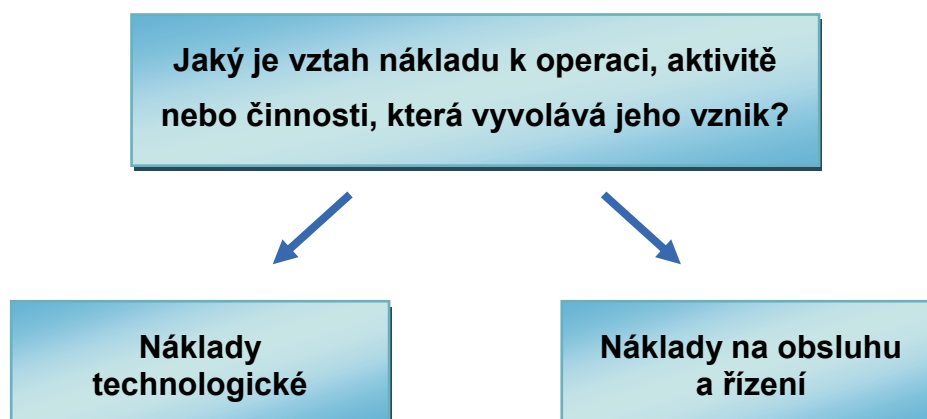 Jaký je vztah nákladu k operaci, aktivitě
nebo činnosti, která vyvolává jeho vznik?
Náklady
technologické
Náklady na obsluhu
a řízení